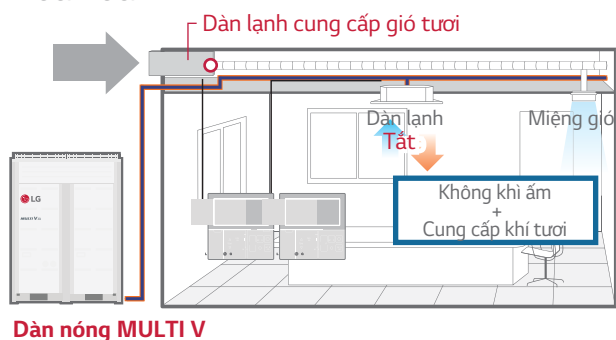 Dàn lạnh cung cấp gió tươi
Dàn lạnh
Tắt
Miệng gió
Không khì ấm
+
Cung cấp khí tươi
LG
MULTI V
Dàn nóng MULTI V